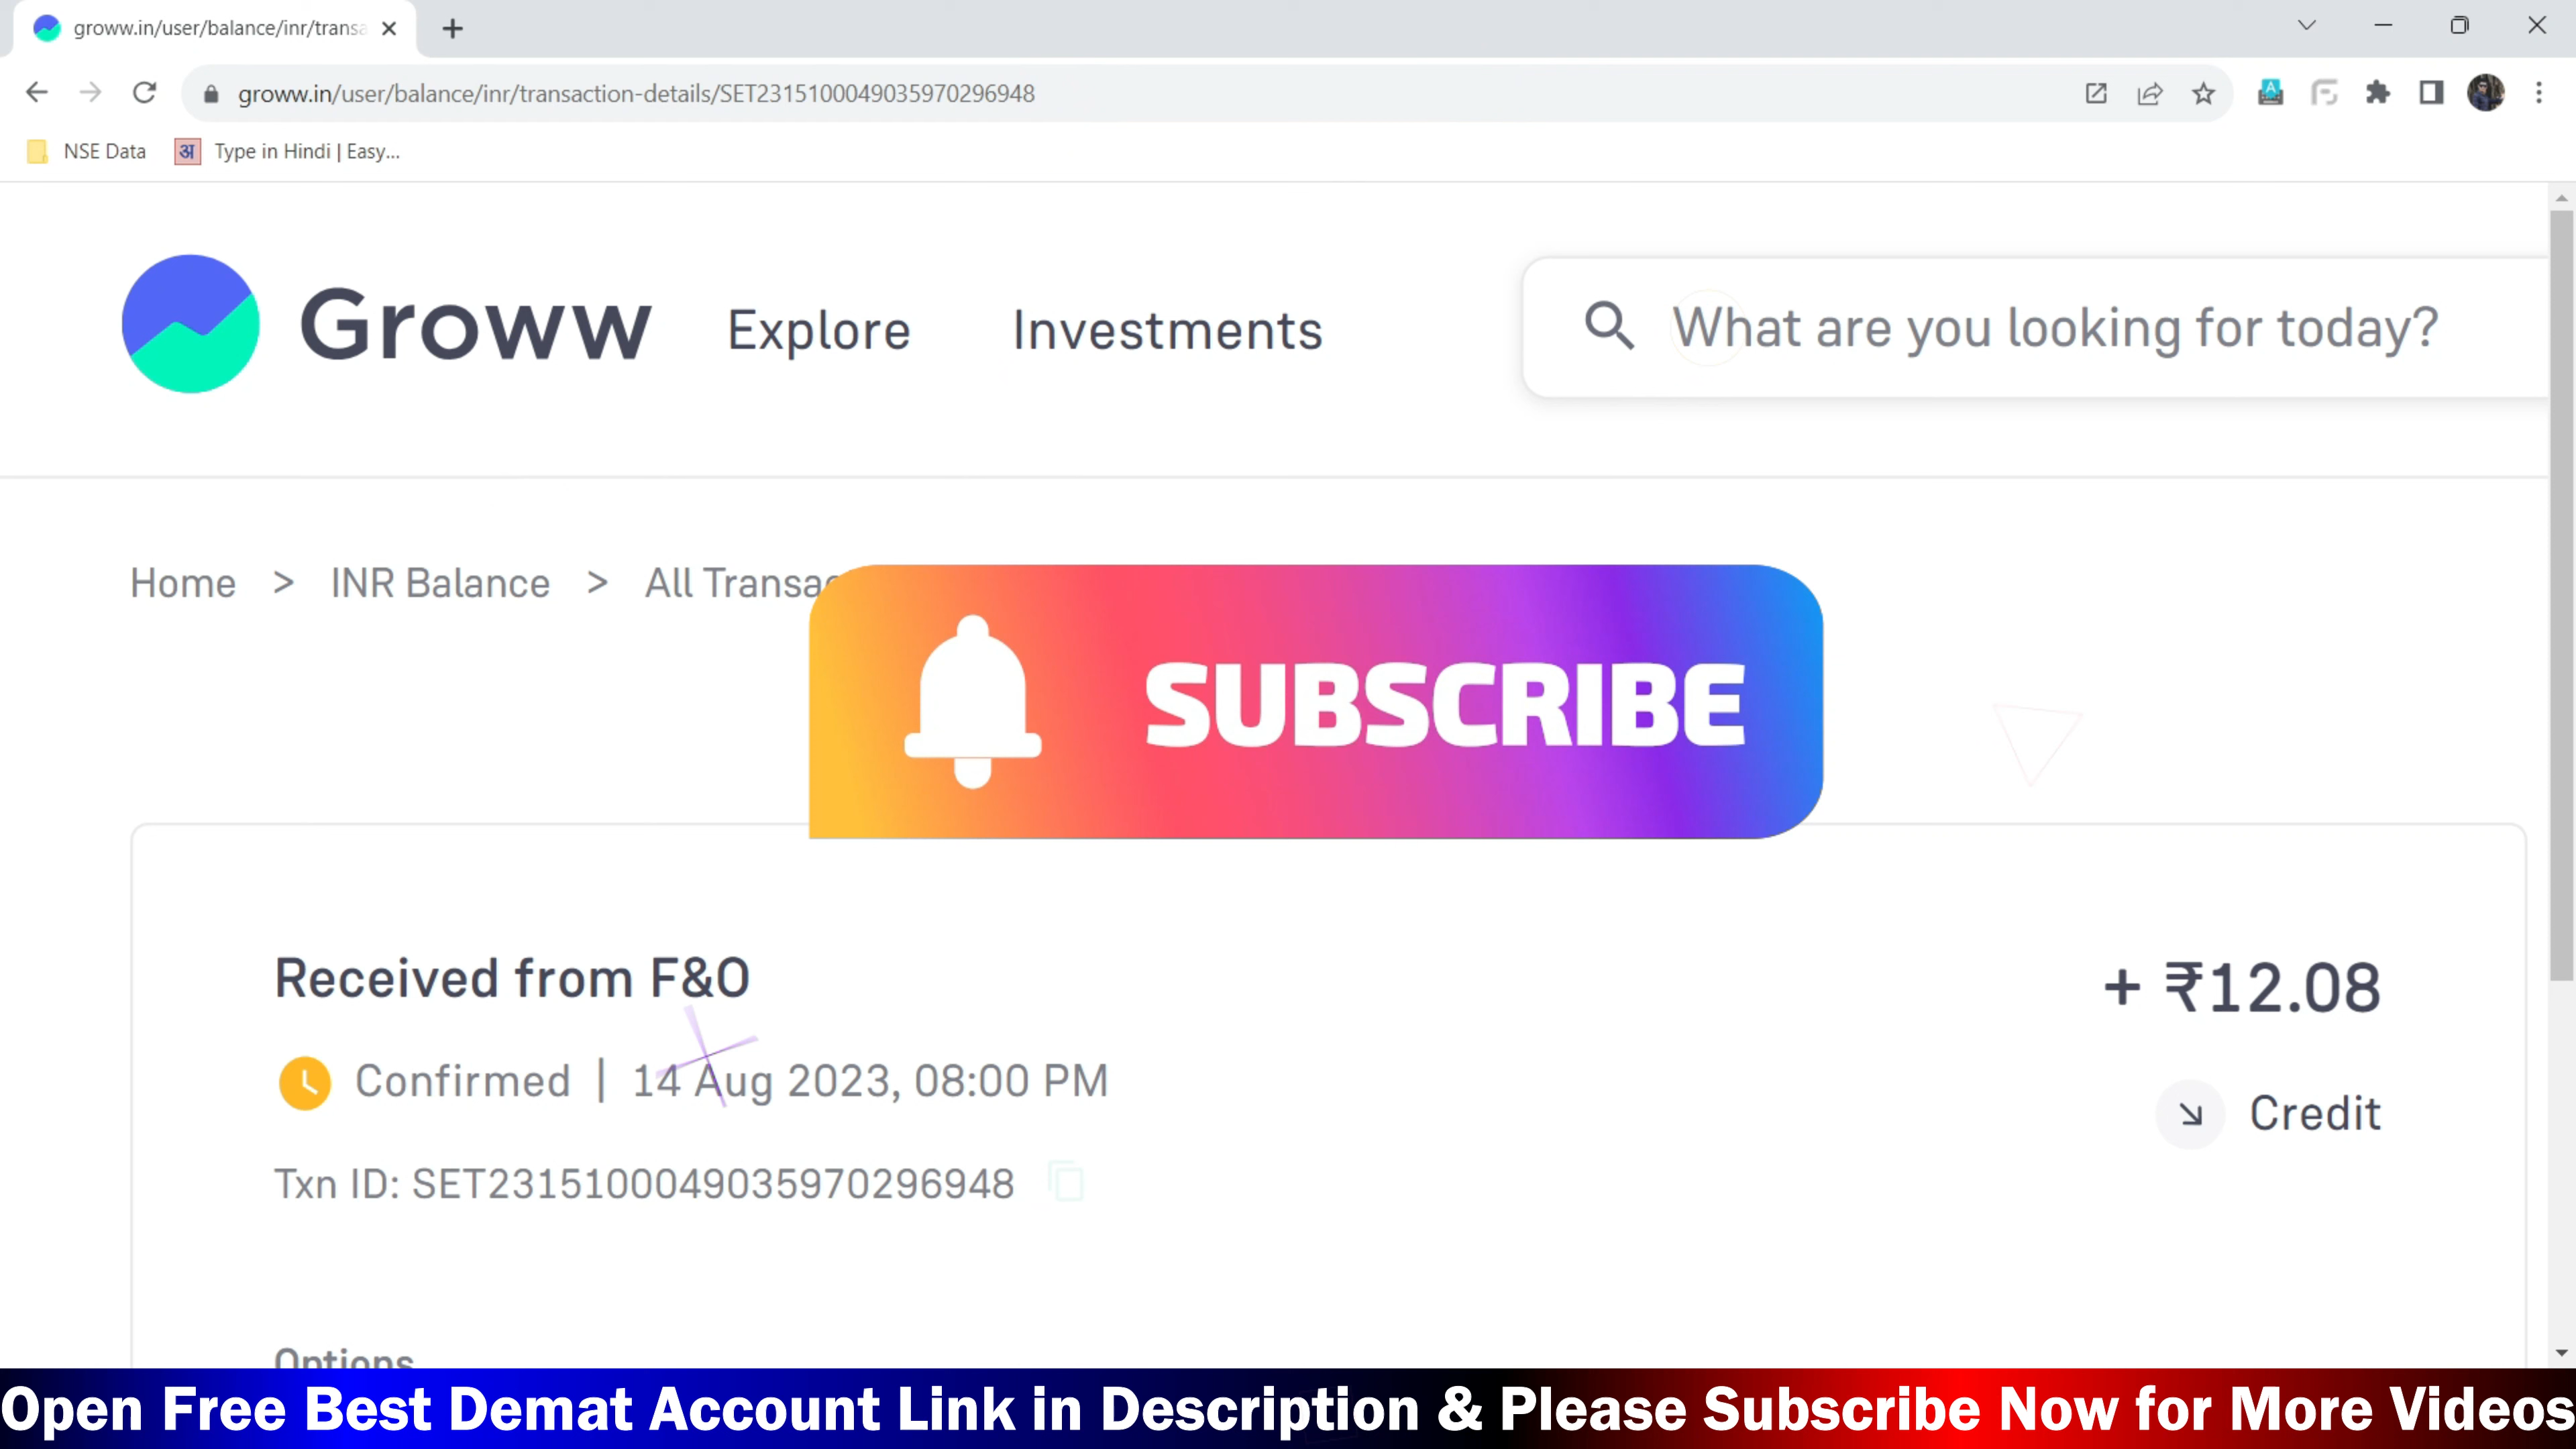 groww.in/user/balance/inr/transa
groww.in/user/balance/inr/transaction-details/SET2315100049035970296948
NSE Data
अ Type in Hindi | Easy...
Groww
Explore
Investments
What are you looking for today?
Home > INR Balance > All Transac
SUBSCRIBE
Received from F&O
+ ₹12.08
Confirmed | 14 Aug 2023, 08:00 PM
Credit
Txn ID: SET2315100049035970296948
Options
Open Free Best Demat Account Link in Description & Please Subscribe Now for More Videos